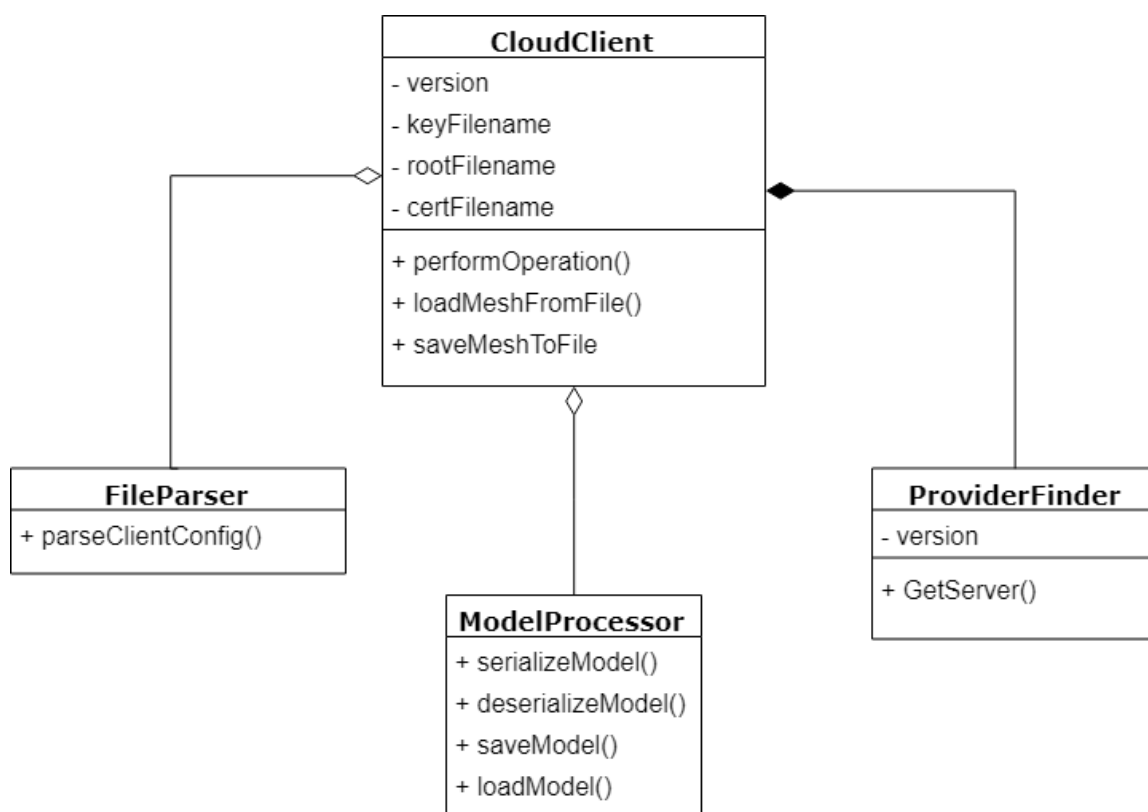 CloudClient
- version
- keyFilename
- rootFilename
- certFilename
+ performOperation()
+ loadMeshFromFile()
+ saveMeshToFile
FileParser
+ parseClientConfig()
ModelProcessor
+ serializeModel()
+ deserializeModel()
+ saveModel()
+ loadModel()
ProviderFinder
- version
+ GetServer()